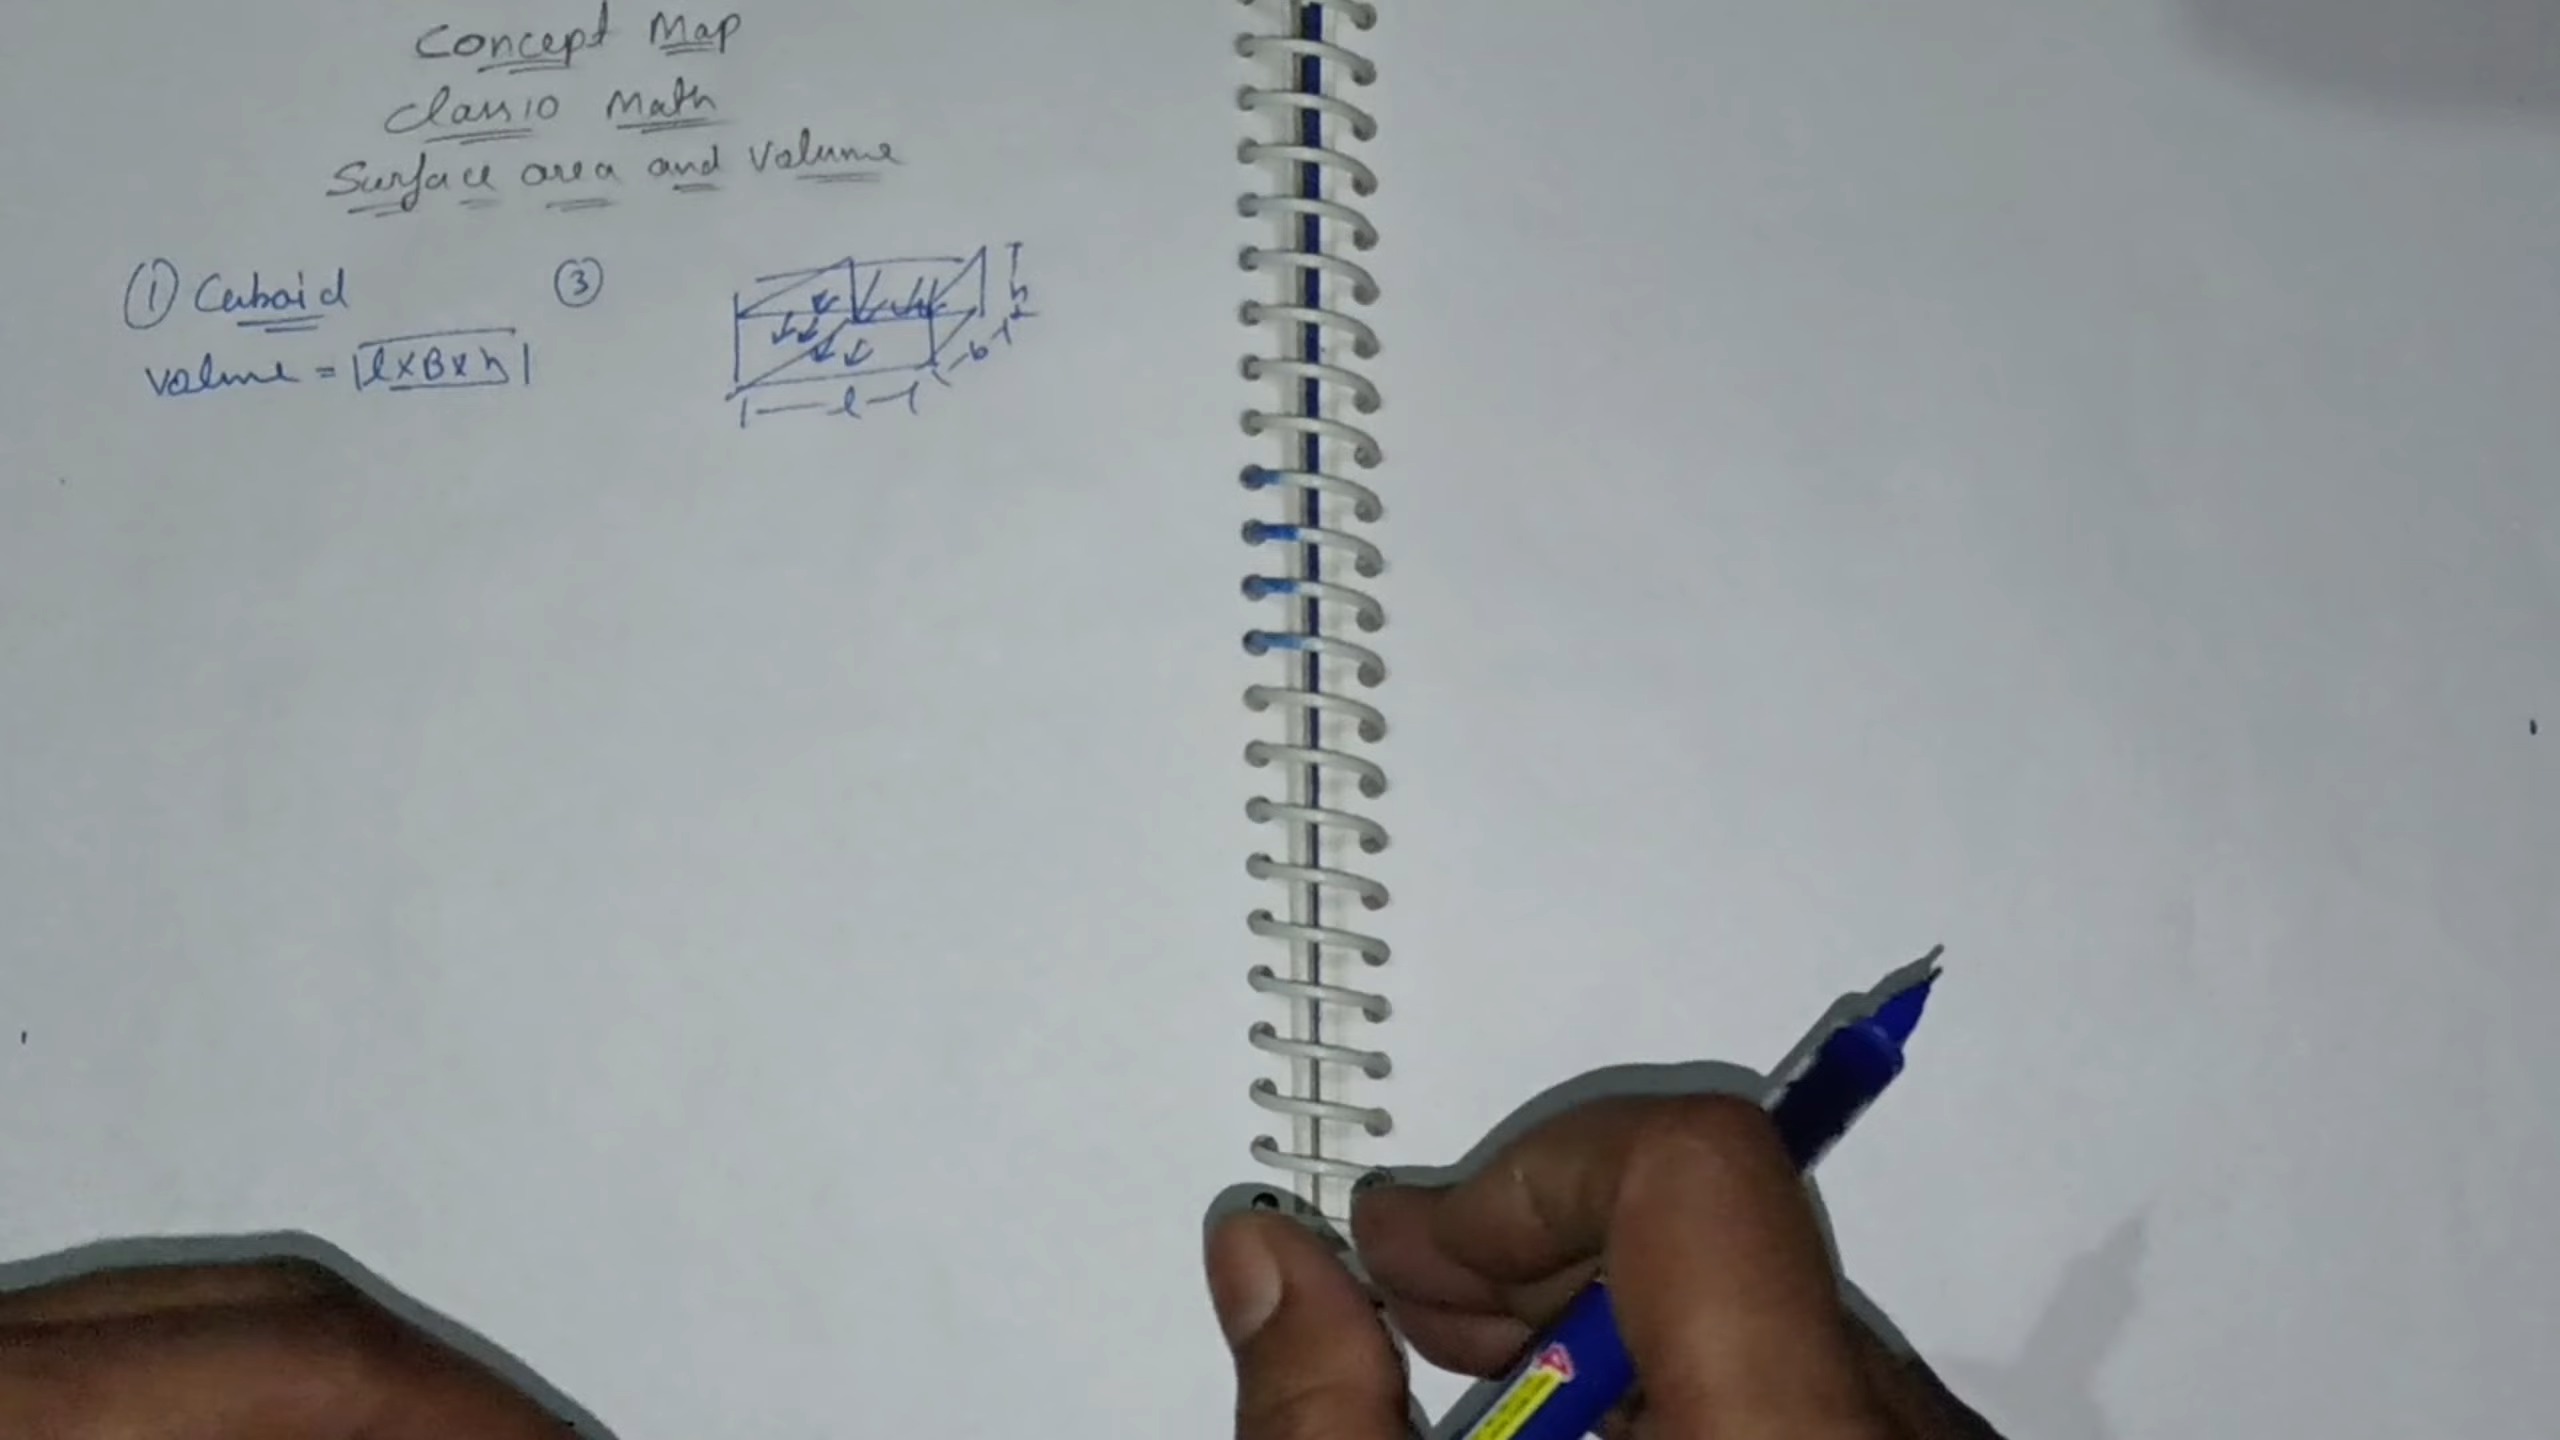 Concept Map
Class 10 Math
Surface area and Volume
① Cuboid ③
volume = l×B×h
h
b
l